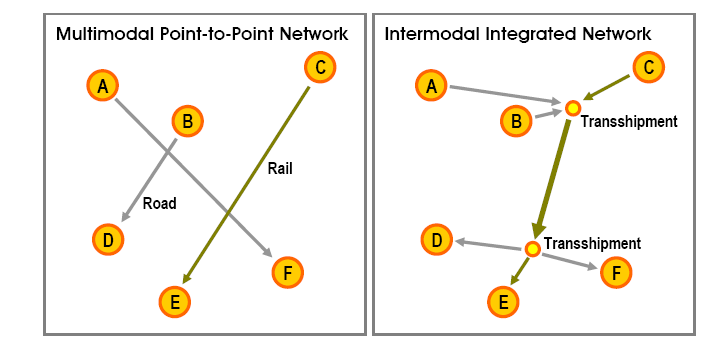 Multimodal Point-to-Point Network
A
B
C
Rail
Road
D
E
F
Intermodal Integrated Network
A
B
C
Transshipment
D
Transshipment
E
F